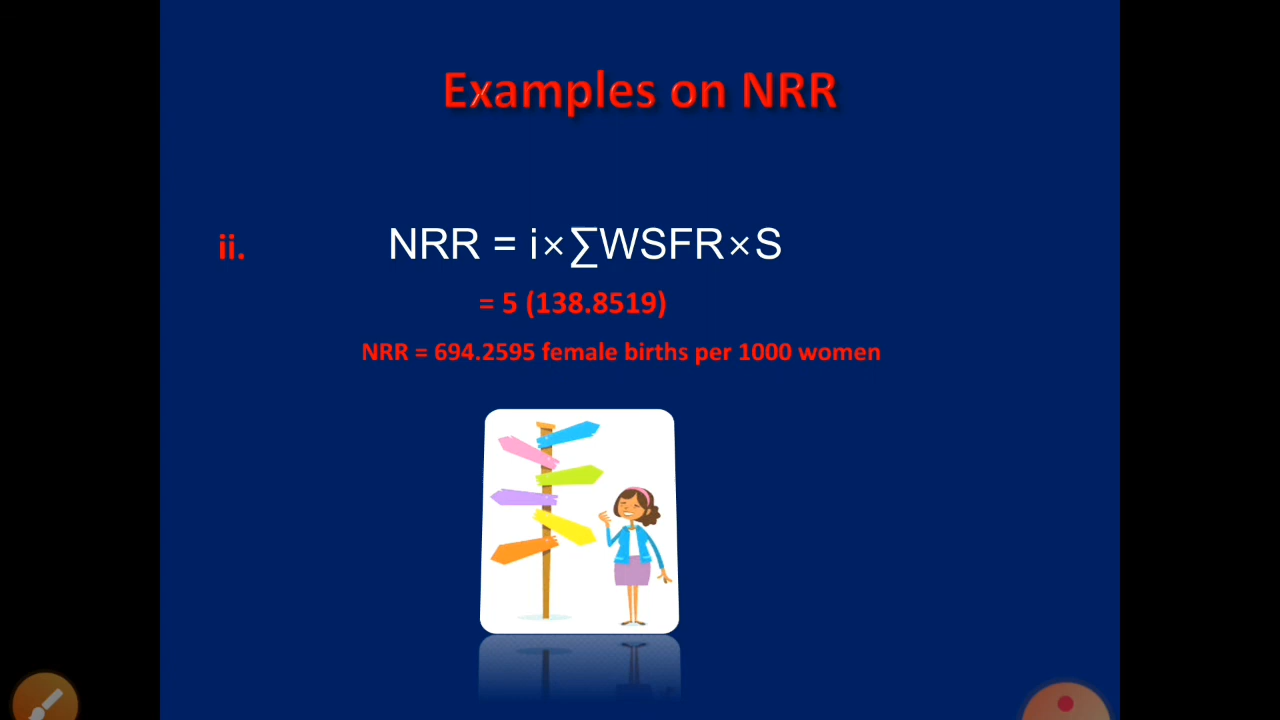 Examples on NRR
ii. NRR = i×∑WSFR×S
= 5 (138.8519)
NRR = 694.2595 female births per 1000 women